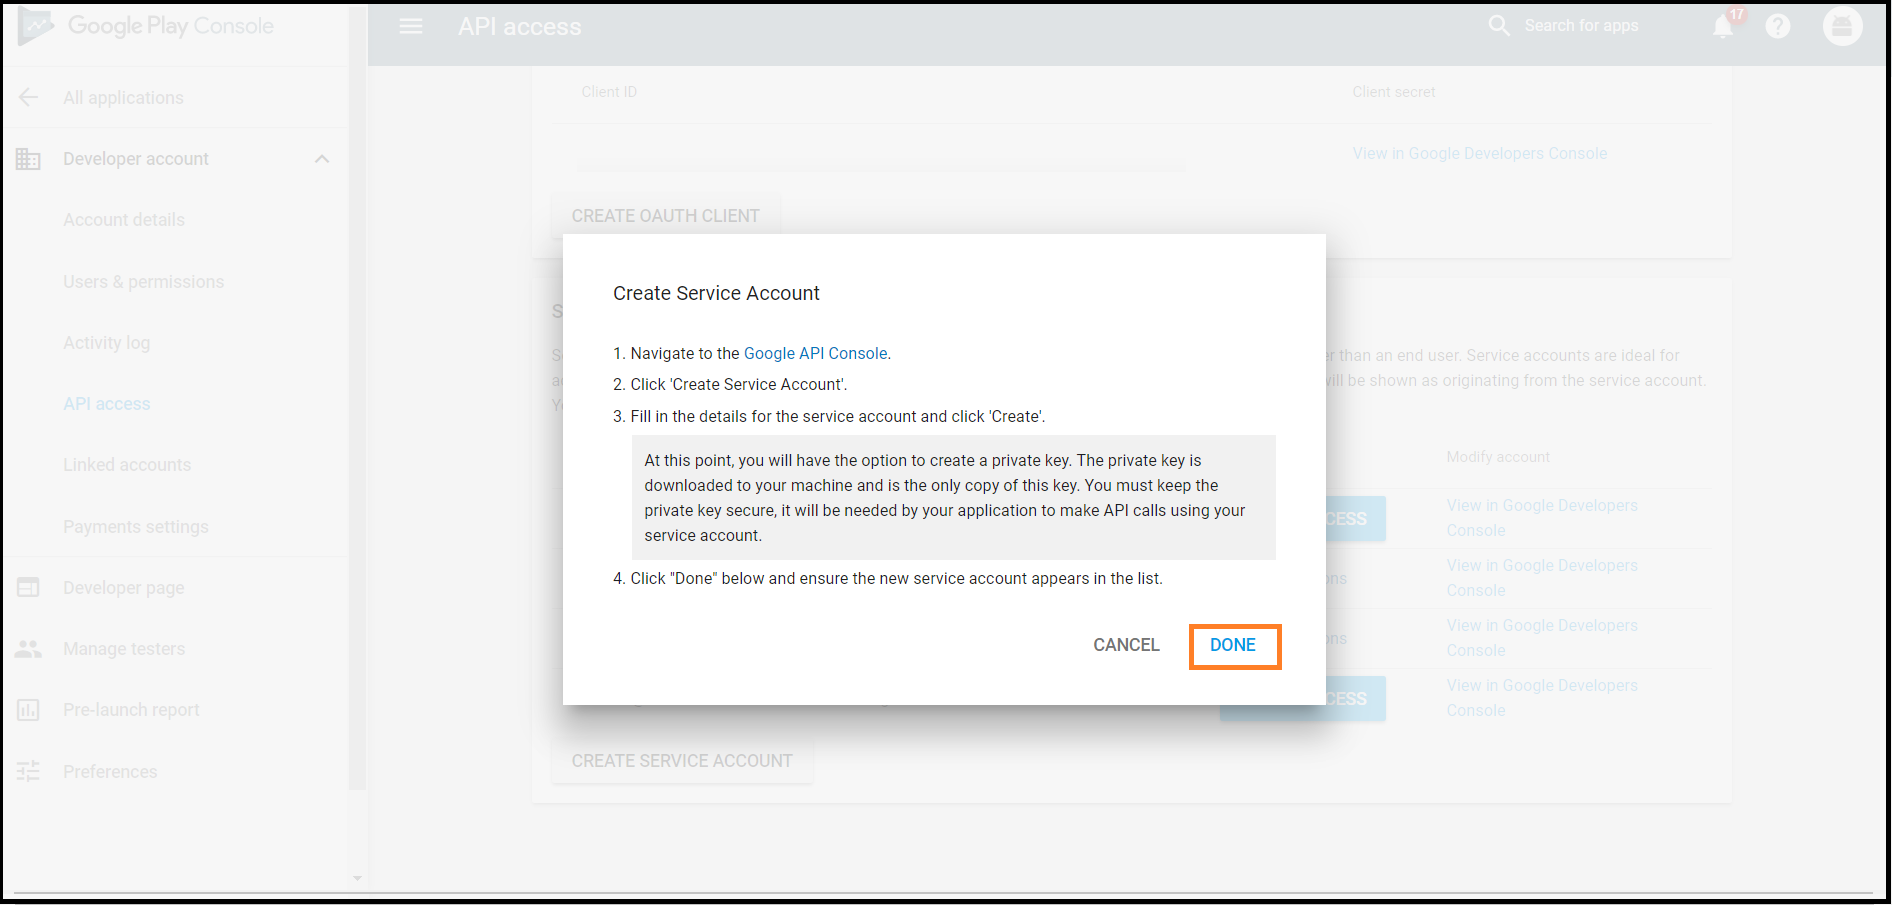 Google Play Console
API access
Search for apps
17
All applications
Developer account
Account details
Users & permissions
Activity log
API access
Linked accounts
Payments settings
Developer page
Manage testers
Pre-launch report
Preferences
Client ID
Client secret
View in Google Developers Console
CREATE OAUTH CLIENT
than an end user. Service accounts are ideal for
will be shown as originating from the service account.
Modify account
View in Google Developers
Console
View in Google Developers
Console
View in Google Developers
Console
View in Google Developers
Console
CREATE SERVICE ACCOUNT
Create Service Account
1. Navigate to the Google API Console.
2. Click 'Create Service Account'.
3. Fill in the details for the service account and click 'Create'.
At this point, you will have the option to create a private key. The private key is
downloaded to your machine and is the only copy of this key. You must keep the
private key secure, it will be needed by your application to make API calls using your
service account.
4. Click "Done" below and ensure the new service account appears in the list.
CANCEL
DONE